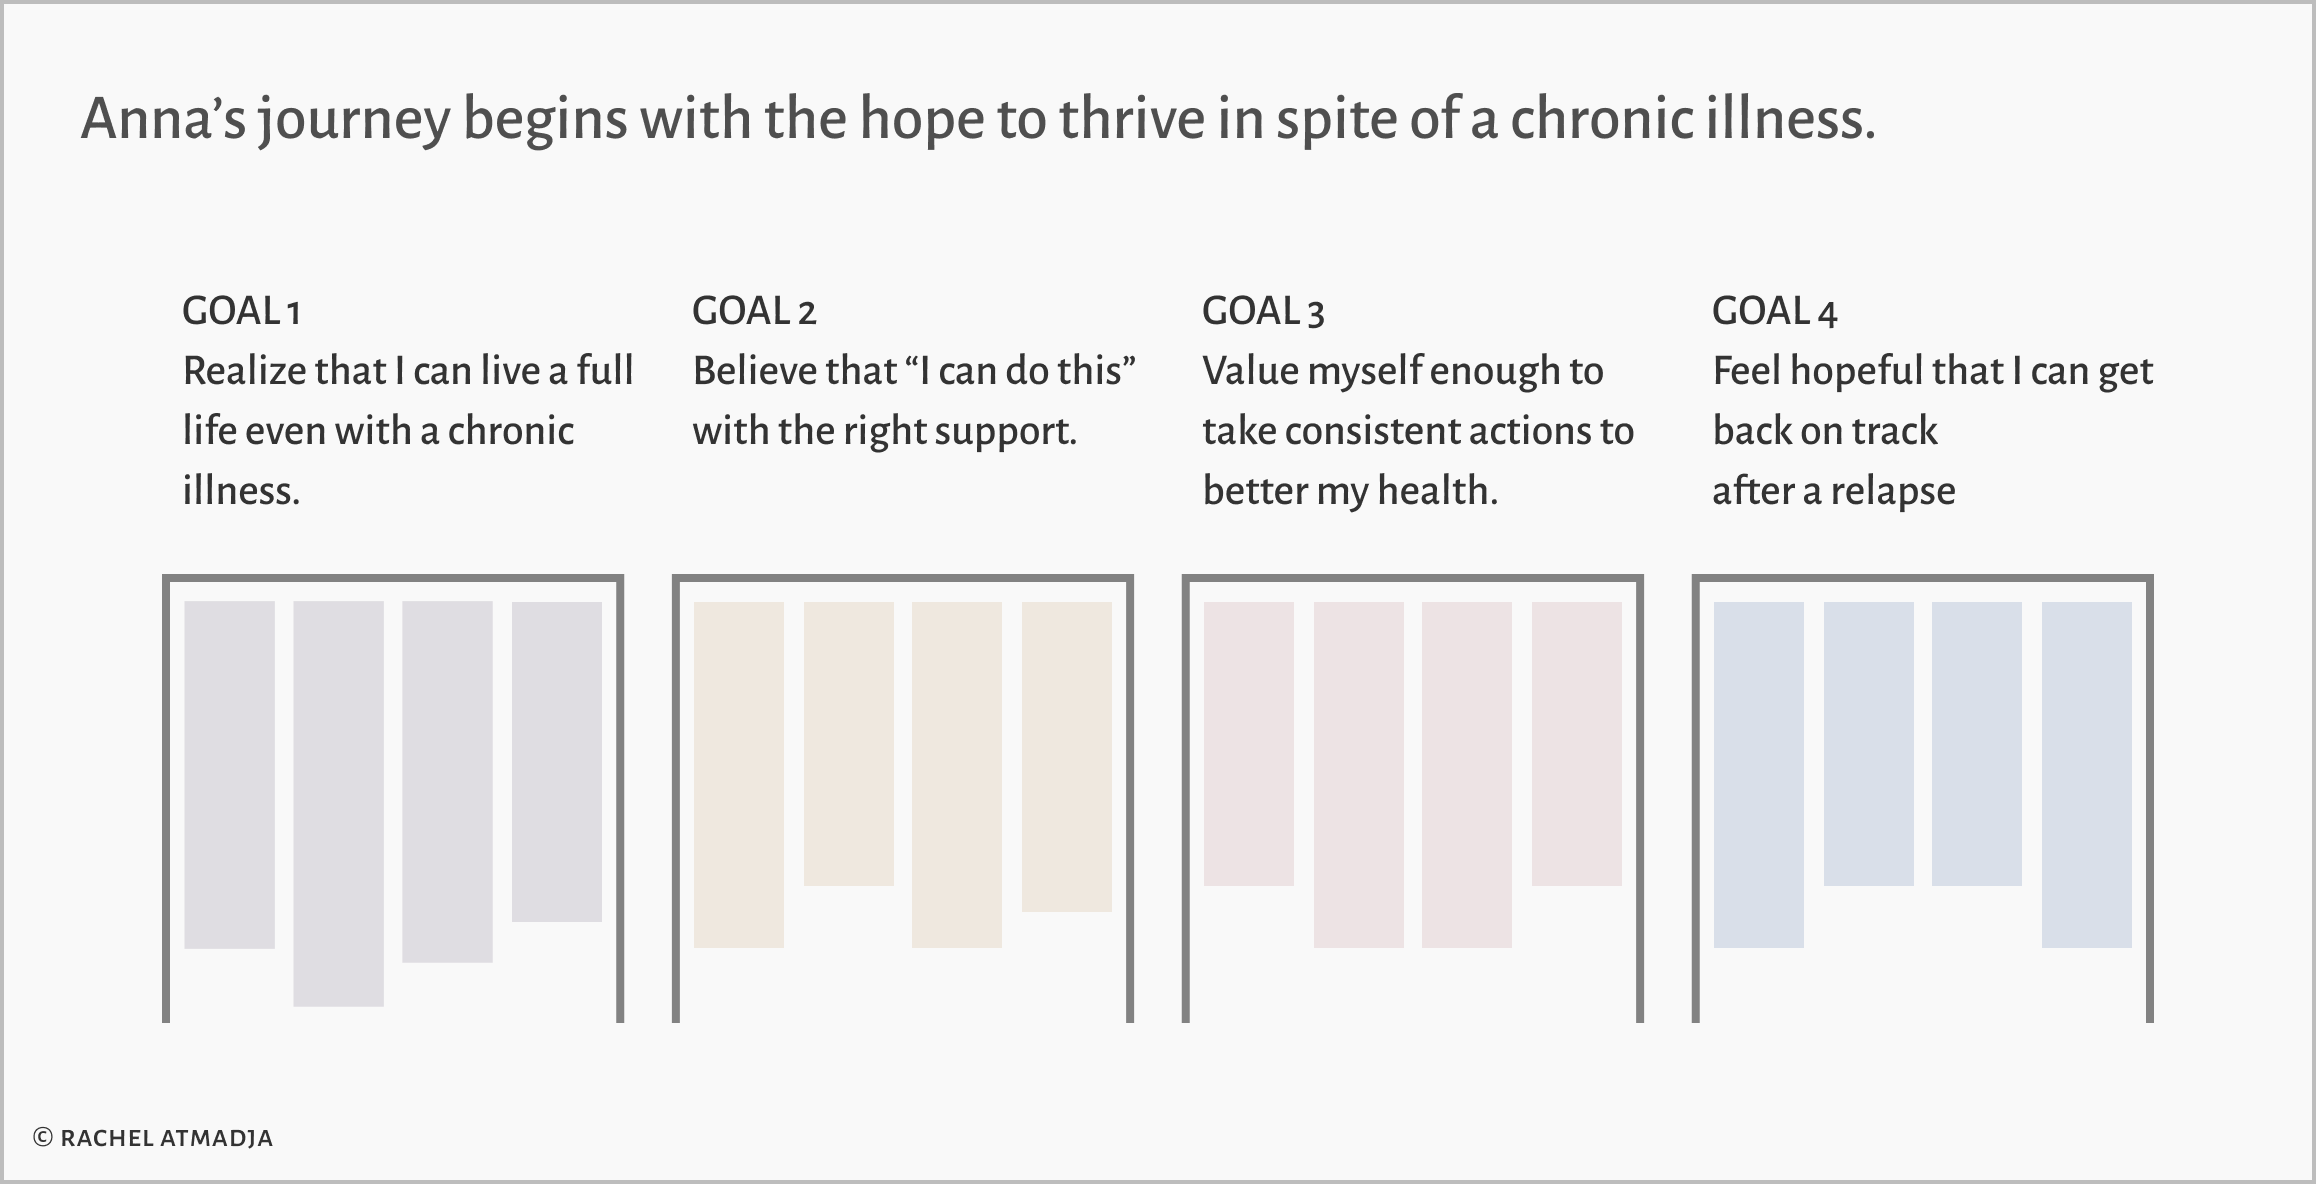 Anna’s journey begins with the hope to thrive in spite of a chronic illness.
GOAL 1
Realize that I can live a full
life even with a chronic
illness.
GOAL 2
Believe that “I can do this”
with the right support.
GOAL 3
Value myself enough to
take consistent actions to
better my health.
GOAL 4
Feel hopeful that I can get
back on track
after a relapse
© RACHEL ATMADJA